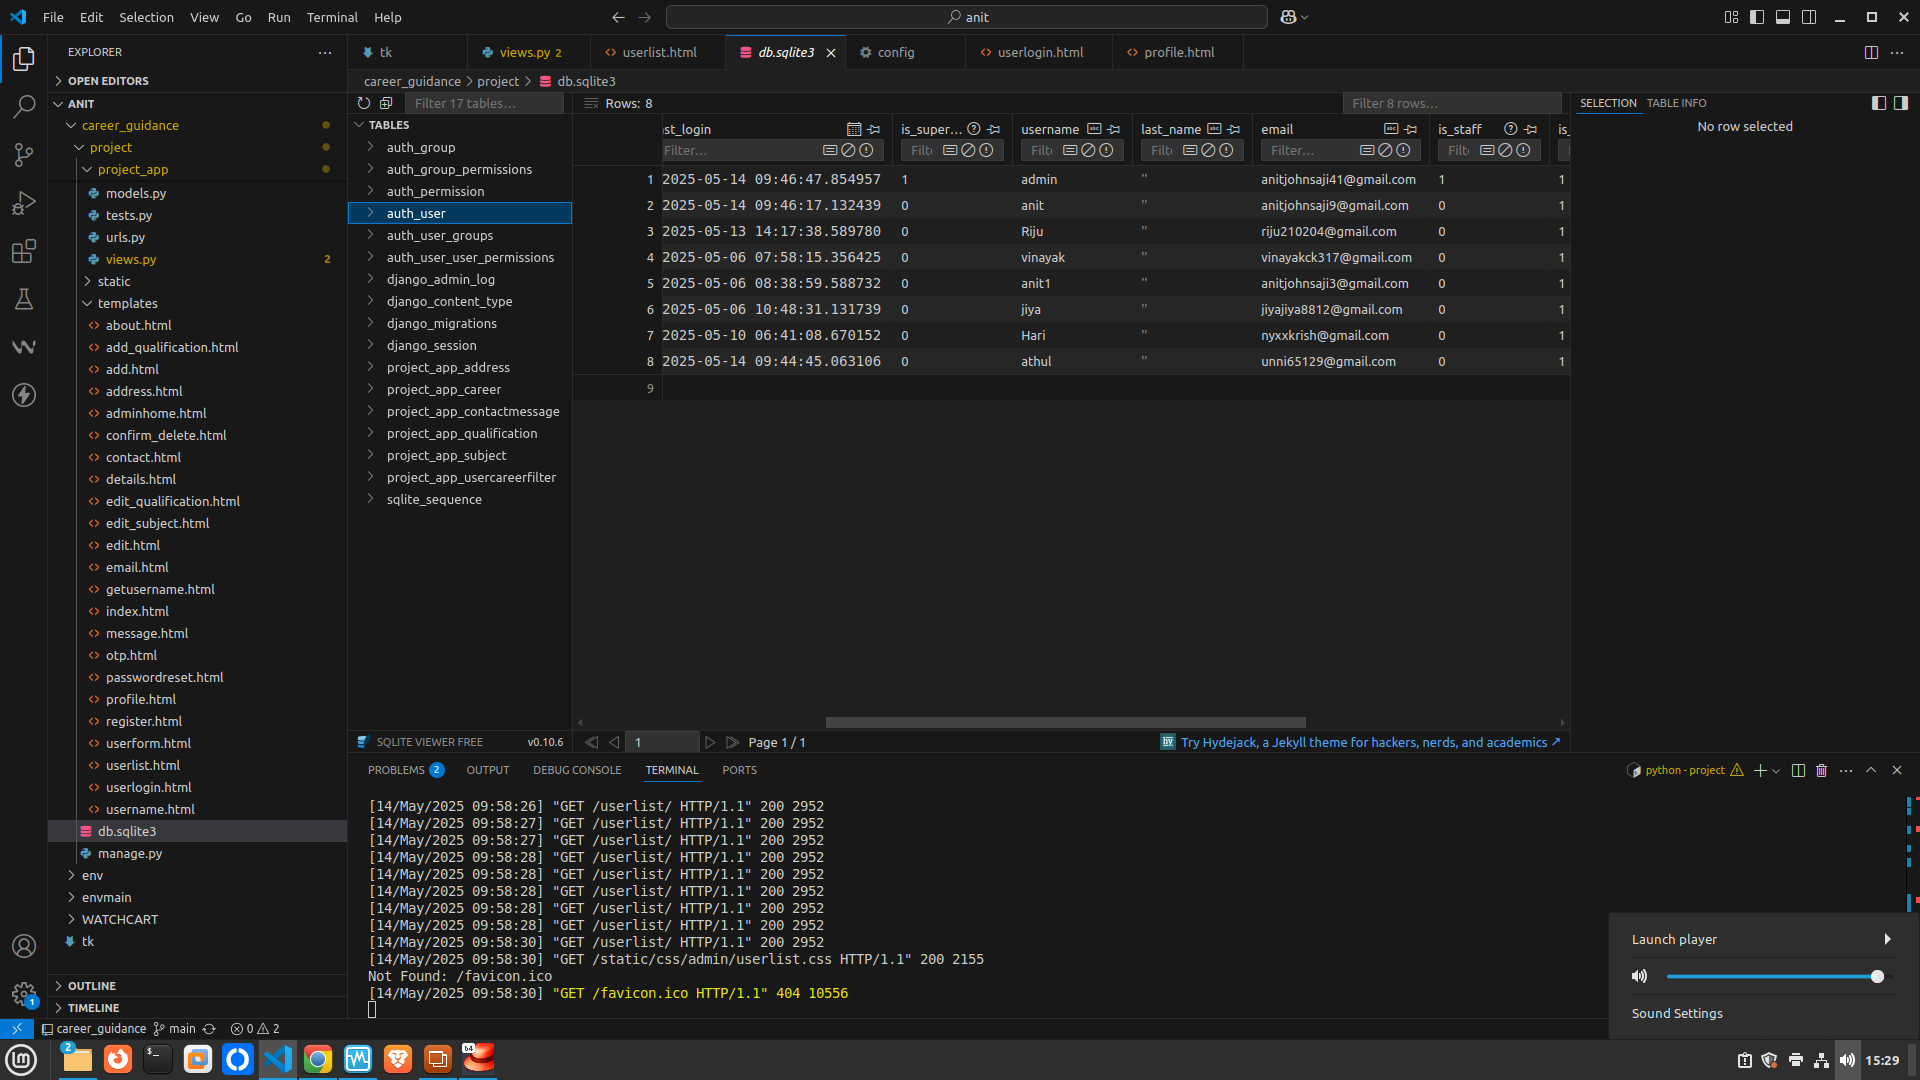 File Edit Selection View Go Run Terminal Help
anit
EXPLORER
OPEN EDITORS
ANIT
career_guidance
project
project_app
models.py
tests.py
urls.py
views.py 2
static
templates
about.html
add_qualification.html
add.html
address.html
adminhome.html
confirm_delete.html
contact.html
details.html
edit_qualification.html
edit_subject.html
edit.html
email.html
getusername.html
index.html
message.html
otp.html
passwordreset.html
profile.html
register.html
userform.html
userlist.html
userlogin.html
username.html
db.sqlite3
manage.py
env
envmain
WATCHCART
tk
OUTLINE
TIMELINE
tk views.py 2 userlist.html db.sqlite3 config userlogin.html profile.html
career_guidance > project > db.sqlite3
Filter 17 tables...
TABLES
auth_group
auth_group_permissions
auth_permission
auth_user
auth_user_groups
auth_user_user_permissions
django_admin_log
django_content_type
django_migrations
django_session
project_app_address
project_app_career
project_app_contactmessage
project_app_qualification
project_app_subject
project_app_usercareerfilter
sqlite_sequence
SQLITE VIEWER FREE v0.10.6
Rows: 8 Filter 8 rows...
st_login is_super... username last_name email is_staff is_
Filter... Filt Filt Filt Filter... Filt
1 2025-05-14 09:46:47.854957 1 admin '' anitjohnsaji41@gmail.com 1 1
2 2025-05-14 09:46:17.132439 0 anit '' anitjohnsaji9@gmail.com 0 1
3 2025-05-13 14:17:38.589780 0 Riju '' riju210204@gmail.com 0 1
4 2025-05-06 07:58:15.356425 0 vinayak '' vinayakck317@gmail.com 0 1
5 2025-05-06 08:38:59.588732 0 anit1 '' anitjohnsaji3@gmail.com 0 1
6 2025-05-06 10:48:31.131739 0 jiya '' jiyajiya8812@gmail.com 0 1
7 2025-05-10 06:41:08.670152 0 Hari '' nyxxkrish@gmail.com 0 1
8 2025-05-14 09:44:45.063106 0 athul '' unni65129@gmail.com 0 1
9
1 Page 1 / 1
Try Hydejack, a Jekyll theme for hackers, nerds, and academics ↗
SELECTION TABLE INFO
No row selected
PROBLEMS 2 OUTPUT DEBUG CONSOLE TERMINAL PORTS
python - project
[14/May/2025 09:58:26] "GET /userlist/ HTTP/1.1" 200 2952
[14/May/2025 09:58:27] "GET /userlist/ HTTP/1.1" 200 2952
[14/May/2025 09:58:27] "GET /userlist/ HTTP/1.1" 200 2952
[14/May/2025 09:58:28] "GET /userlist/ HTTP/1.1" 200 2952
[14/May/2025 09:58:28] "GET /userlist/ HTTP/1.1" 200 2952
[14/May/2025 09:58:28] "GET /userlist/ HTTP/1.1" 200 2952
[14/May/2025 09:58:28] "GET /userlist/ HTTP/1.1" 200 2952
[14/May/2025 09:58:28] "GET /userlist/ HTTP/1.1" 200 2952
[14/May/2025 09:58:30] "GET /userlist/ HTTP/1.1" 200 2952
[14/May/2025 09:58:30] "GET /static/css/admin/userlist.css HTTP/1.1" 200 2155
Not Found: /favicon.ico
[14/May/2025 09:58:30] "GET /favicon.ico HTTP/1.1" 404 10556
Launch player
Sound Settings
1
career_guidance main 0 2
2
64
15:29